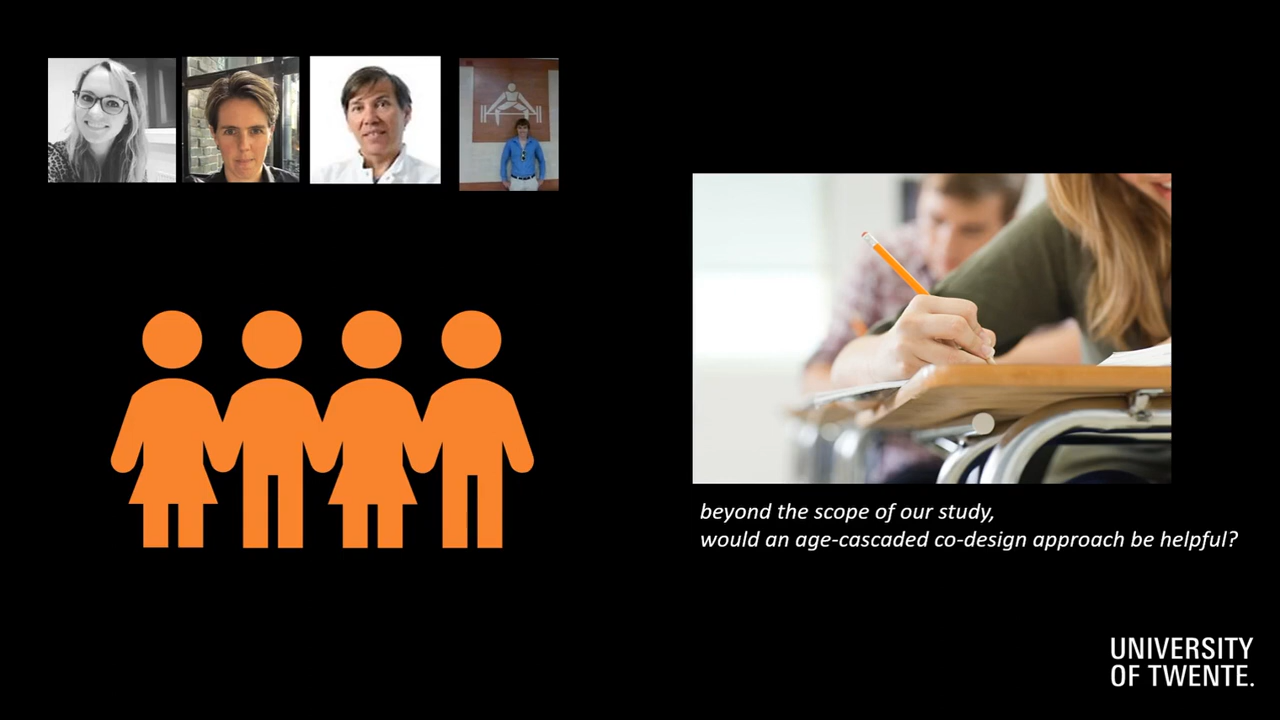 beyond the scope of our study,
would an age-cascaded co-design approach be helpful?
UNIVERSITY
OF TWENTE.